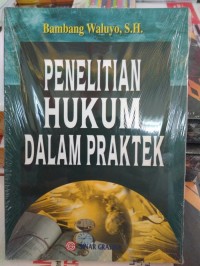 Bambang Waluyo, S.H.
PENELITIAN
HUKUM
DALAM PRAKTEK
SINAR GRAFIKA